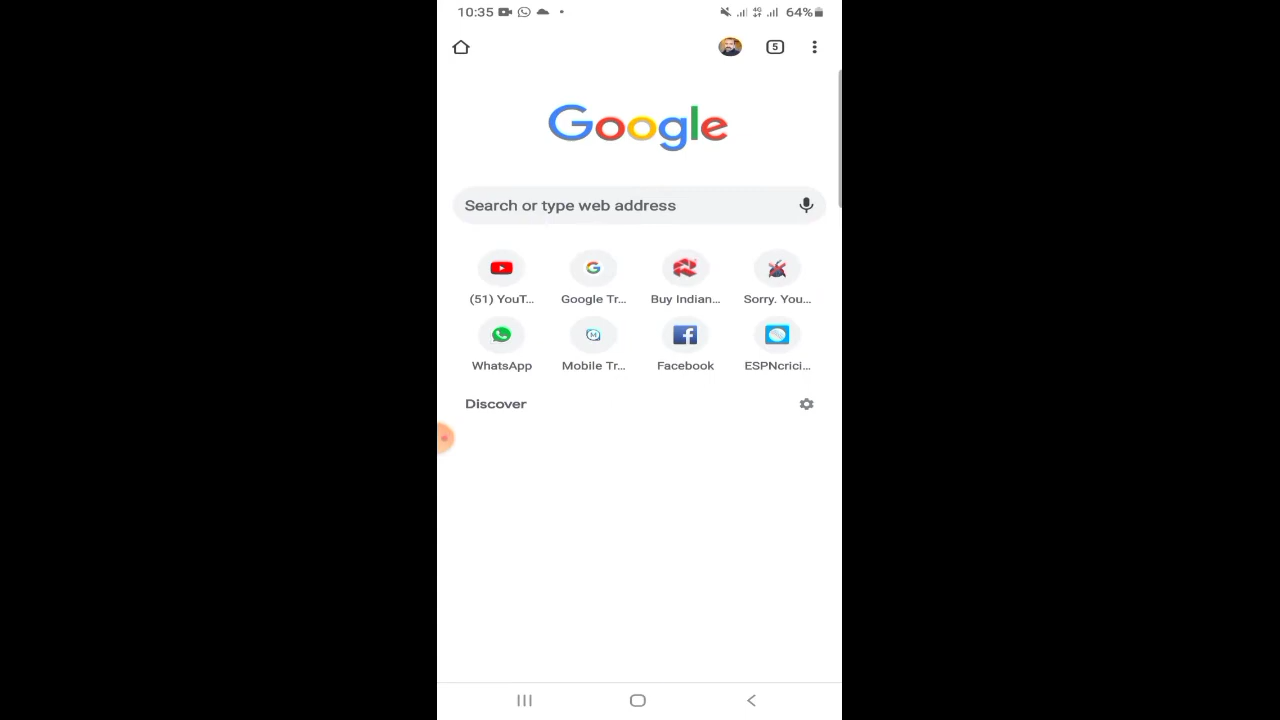 10:35 4G 64%
5
Google
Search or type web address
(51) YouT... Google Tr... Buy Indian... Sorry. You...
WhatsApp Mobile Tr... Facebook ESPNcrici...
Discover